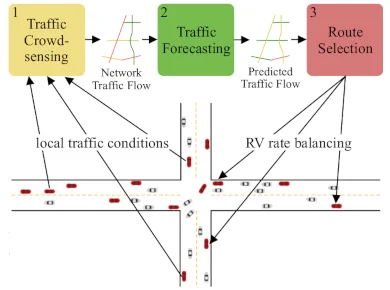 1
Traffic
Crowd-
sensing
Network
Traffic Flow
2
Traffic
Forecasting
Predicted
Traffic Flow
3
Route
Selection
local traffic conditions
RV rate balancing